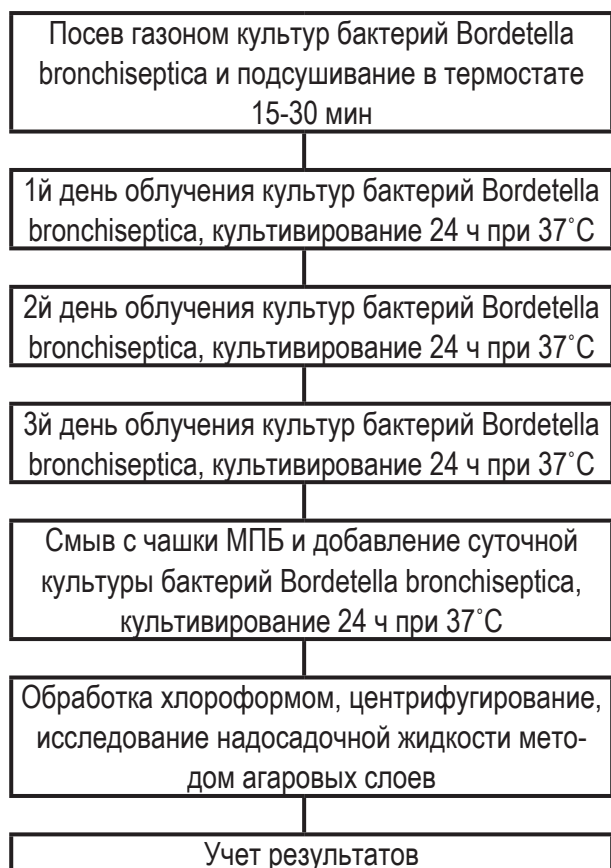 Посев газоном культур бактерий Bordetella
bronchiseptica и подсушивание в термостате
15-30 мин
1й день облучения культур бактерий Bordetella
bronchiseptica, культивирование 24 ч при 37˚С
2й день облучения культур бактерий Bordetella
bronchiseptica, культивирование 24 ч при 37˚С
3й день облучения культур бактерий Bordetella
bronchiseptica, культивирование 24 ч при 37˚С
Смыв с чашки МПБ и добавление суточной
культуры бактерий Bordetella bronchiseptica,
культивирование 24 ч при 37˚С
Обработка хлороформом, центрифугирование,
исследование надосадочной жидкости мето-
дом агаровых слоев
Учет результатов